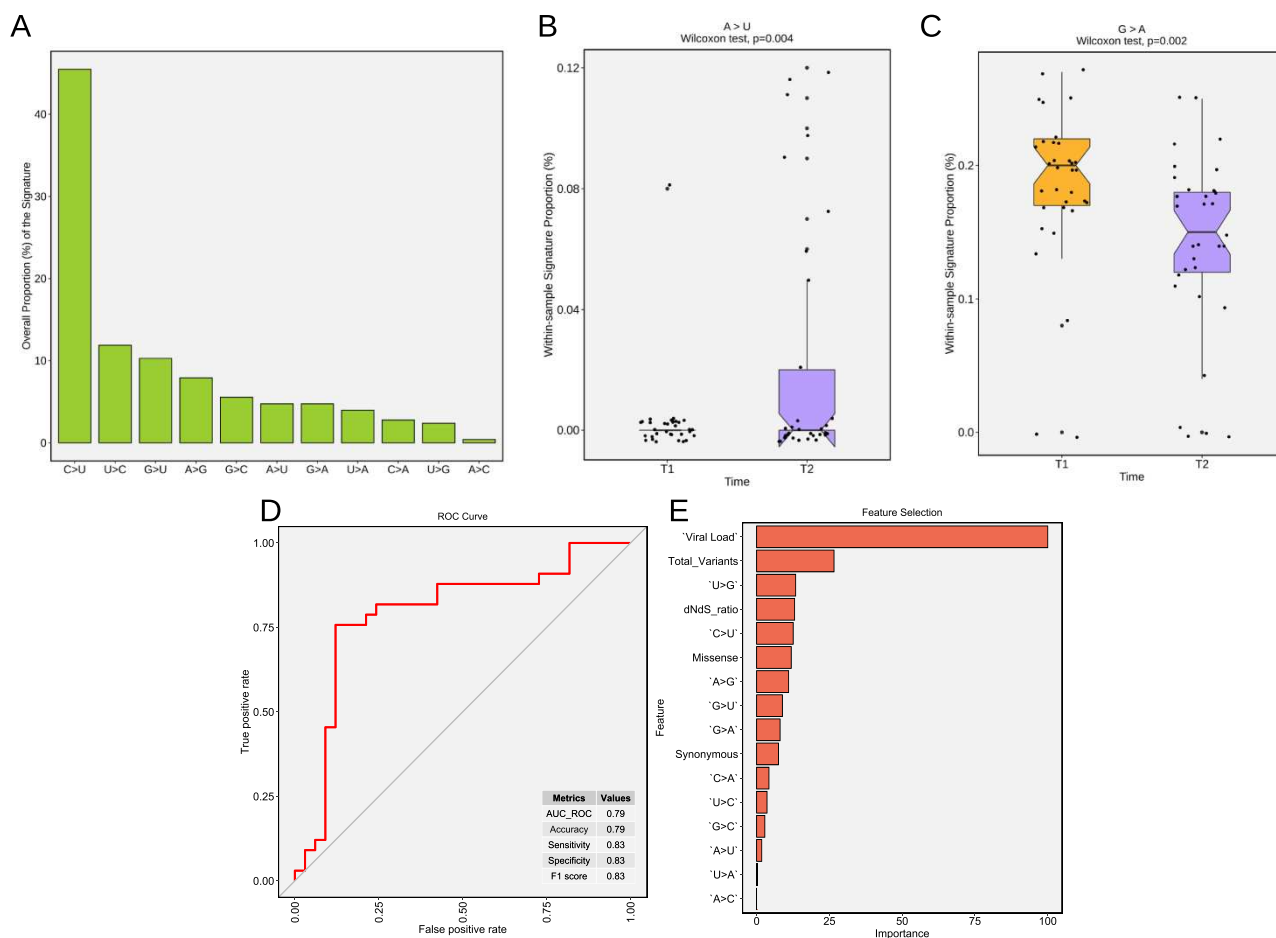 A
Overall Proportion (%) of the Signature
40
30
20
10
0
C>U U>C G>U A>G G>C A>U G>A U>A C>A U>G A>C
B
A > U
Wilcoxon test, p=0.004
Within-sample Signature Proportion (%)
0.12
0.08
0.04
0.00
T1 T2
Time
C
G > A
Wilcoxon test, p=0.002
Within-sample Signature Proportion (%)
0.2
0.1
0.0
T1 T2
Time
D
ROC Curve
True positive rate
1.00
0.75
0.50
0.25
0.00
Metrics Values
AUC_ROC 0.79
Accuracy 0.79
Sensitivity 0.83
Specificity 0.83
F1 score 0.83
0.00 0.25 0.50 0.75 1.00
False positive rate
E
Feature Selection
Feature
`Viral Load`
Total_Variants
`U>G`
dNdS_ratio
`C>U`
Missense
`A>G`
`G>U`
`G>A`
Synonymous
`C>A`
`U>C`
`G>C`
`A>U`
`U>A`
`A>C`
0 25 50 75 100
Importance